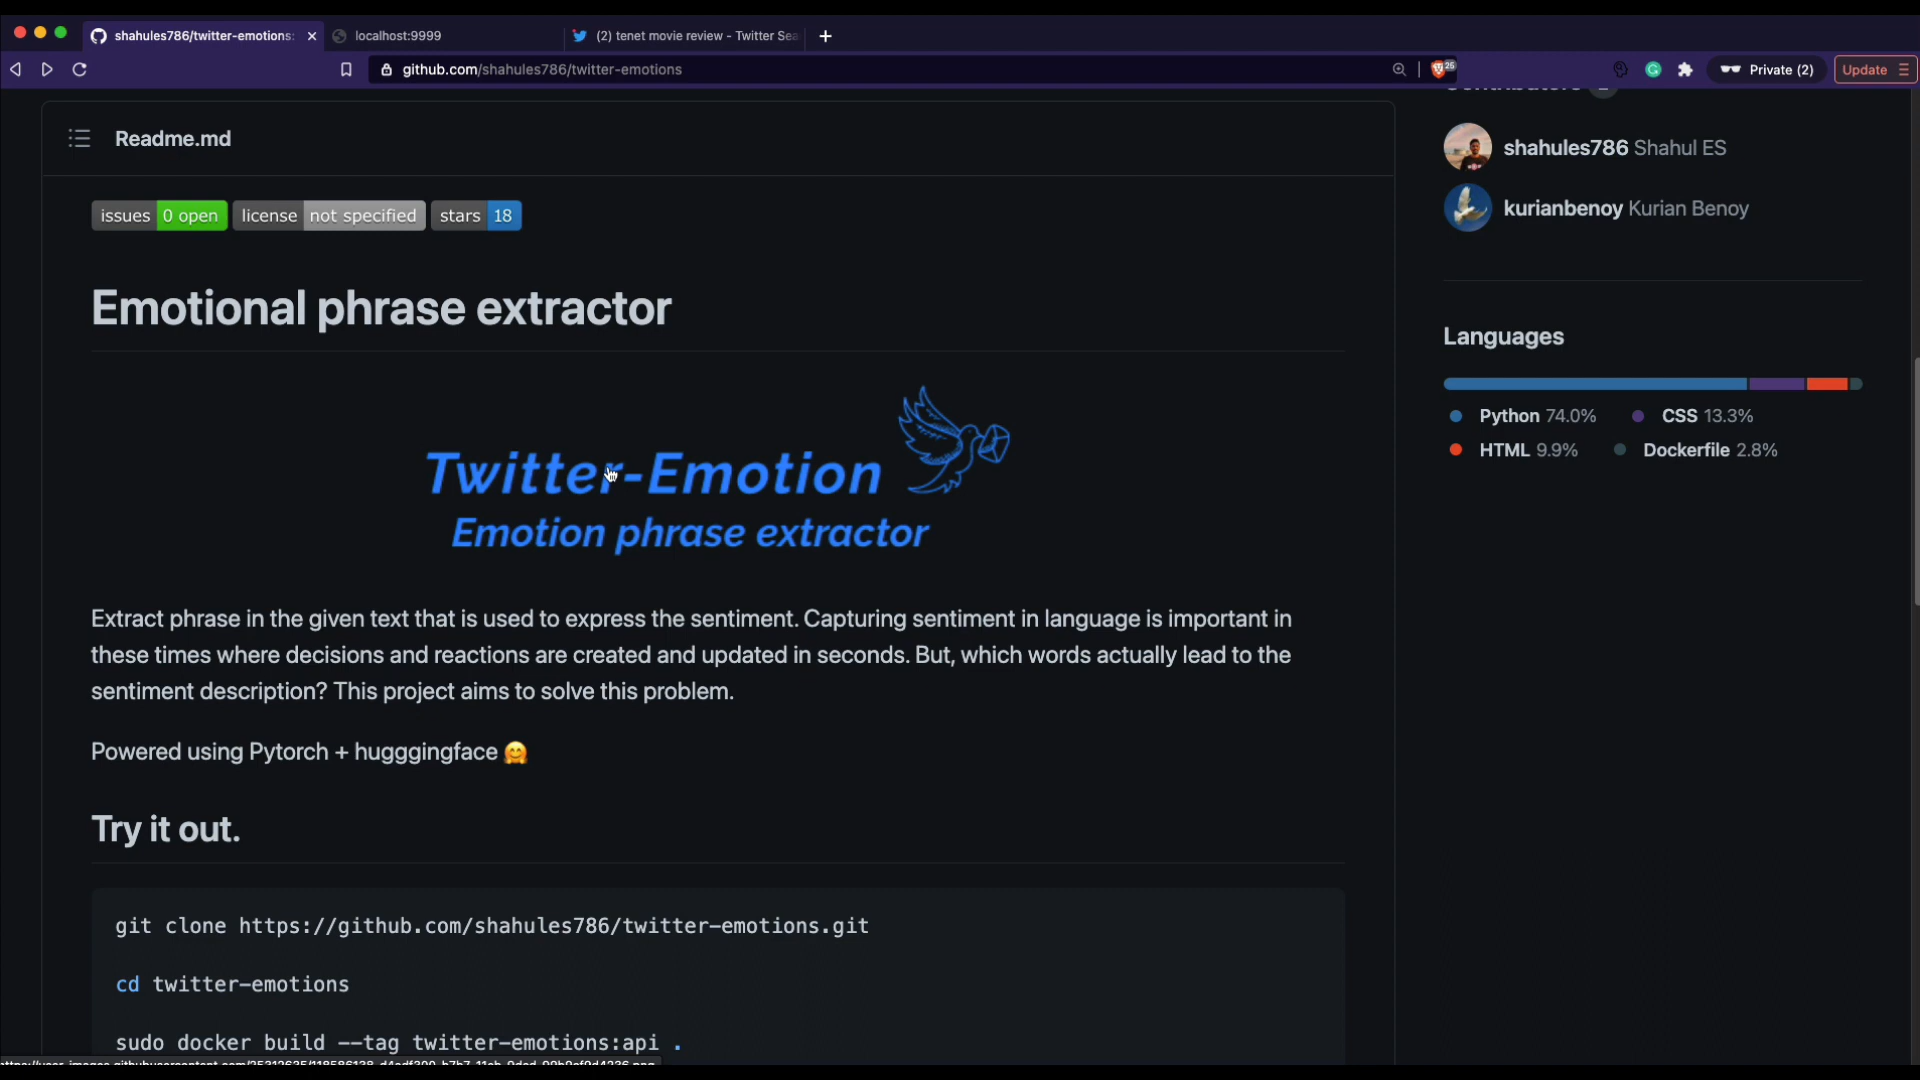 shahules786/twitter-emotions:
localhost:9999
(2) tenet movie review - Twitter Sea
github.com/shahules786/twitter-emotions
25
Private (2)
Update
Readme.md
shahules786 Shahul ES
kurianbenoy Kurian Benoy
issues 0 open license not specified stars 18
Emotional phrase extractor
Languages
Python 74.0% CSS 13.3%
HTML 9.9% Dockerfile 2.8%
Twitter-Emotion
Emotion phrase extractor
Extract phrase in the given text that is used to express the sentiment. Capturing sentiment in language is important in
these times where decisions and reactions are created and updated in seconds. But, which words actually lead to the
sentiment description? This project aims to solve this problem.
Powered using Pytorch + hugggingface 🤗
Try it out.
git clone https://github.com/shahules786/twitter-emotions.git
cd twitter-emotions
sudo docker build --tag twitter-emotions:api .